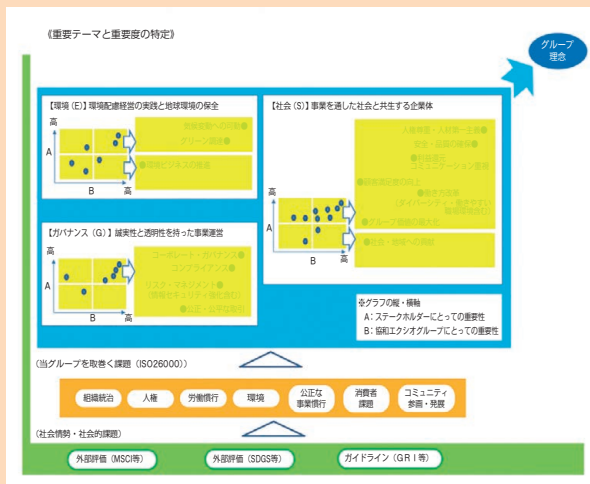 《重要テーマと重要度の特定》
グループ
理念
【環境（E）】環境配慮経営の実践と地球環境の保全
高
A
B
高
気候変動への対応●
グリーン調達●
●環境ビジネスの推進
【ガバナンス（G）】誠実性と透明性を持った事業運営
高
A
B
高
コーポレート・ガバナンス●
コンプライアンス●
リスク・マネジメント●
（情報セキュリティ強化含む）
●公正・公平な取引
【社会（S）】事業を通した社会と共生する企業体
高
A
B
高
人権尊重・人材第一主義●
安全・品質の確保●
●利益還元
コミュニケーション重視
●顧客満足度の向上
●働き方改革
（ダイバーシティ・働きやすい
職場環境含む）
●グループ価値の最大化
●社会・地域への貢献
※グラフの縦・横軸
A：ステークホルダーにとっての重要性
B：協和エクシオグループにとっての重要性
（当グループを取巻く課題（ISO26000））
組織統治
人権
労働慣行
環境
公正な
事業慣行
消費者
課題
コミュニティ
参画・発展
（社会情勢・社会的課題）
外部評価（MSCI等）
外部評価（SDGS等）
ガイドライン（GRI等）